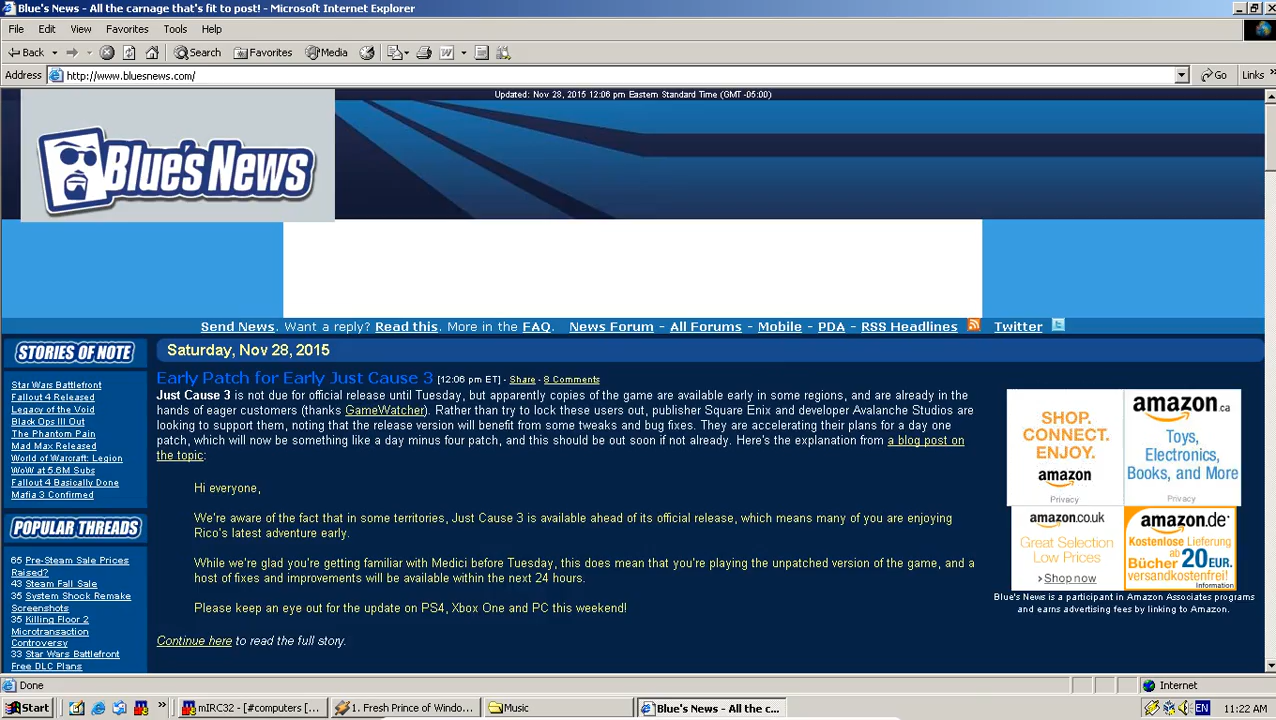 Blue's News - All the carnage that's fit to post! - Microsoft Internet Explorer
File Edit View Favorites Tools Help
Back Search Favorites Media
Address http://www.bluesnews.com/ Go Links
Updated: Nov 28, 2015 12:06 pm Eastern Standard Time (GMT -05:00)
Blue's News
Send News. Want a reply? Read this. More in the FAQ. News Forum - All Forums - Mobile - PDA - RSS Headlines Twitter
STORIES OF NOTE
Star Wars Battlefront
Fallout 4 Released
Legacy of the Void
Black Ops III Out
The Phantom Pain
Mad Max Released
World of Warcraft: Legion
WoW at 5.6M Subs
Fallout 4 Basically Done
Mafia 3 Confirmed
POPULAR THREADS
66 Pre-Steam Sale Prices
Raised?
43 Steam Fall Sale
35 System Shock Remake
Screenshots
35 Killing Floor 2
Microtransaction
Controversy
33 Star Wars Battlefront
Free DLC Plans
Saturday, Nov 28, 2015
Early Patch for Early Just Cause 3 [12:06 pm ET] - Share - 8 Comments
Just Cause 3 is not due for official release until Tuesday, but apparently copies of the game are available early in some regions, and are already in the
hands of eager customers (thanks GameWatcher). Rather than try to lock these users out, publisher Square Enix and developer Avalanche Studios are
looking to support them, noting that the release version will benefit from some tweaks and bug fixes. They are accelerating their plans for a day one
patch, which will now be something like a day minus four patch, and this should be out soon if not already. Here's the explanation from a blog post on
the topic:
Hi everyone,
We're aware of the fact that in some territories, Just Cause 3 is available ahead of its official release, which means many of you are enjoying
Rico's latest adventure early.
While we're glad you're getting familiar with Medici before Tuesday, this does mean that you're playing the unpatched version of the game, and a
host of fixes and improvements will be available within the next 24 hours.
Please keep an eye out for the update on PS4, Xbox One and PC this weekend!
Continue here to read the full story.
SHOP.
CONNECT.
ENJOY.
amazon
Privacy
amazon.ca
Toys,
Electronics,
Books, and More
Privacy
amazon.co.uk
Great Selection
Low Prices
>Shop now
amazon.de
Kostenlose Lieferung
ab
Bücher 20 EUR.
versandkostenfrei!
Information
Blue's News is a participant in Amazon Associates programs
and earns advertising fees by linking to Amazon.
Done Internet
Start mIRC32 - [#computers [... 1. Fresh Prince of Windo... Music Blue's News - All the c... EN 11:22 AM